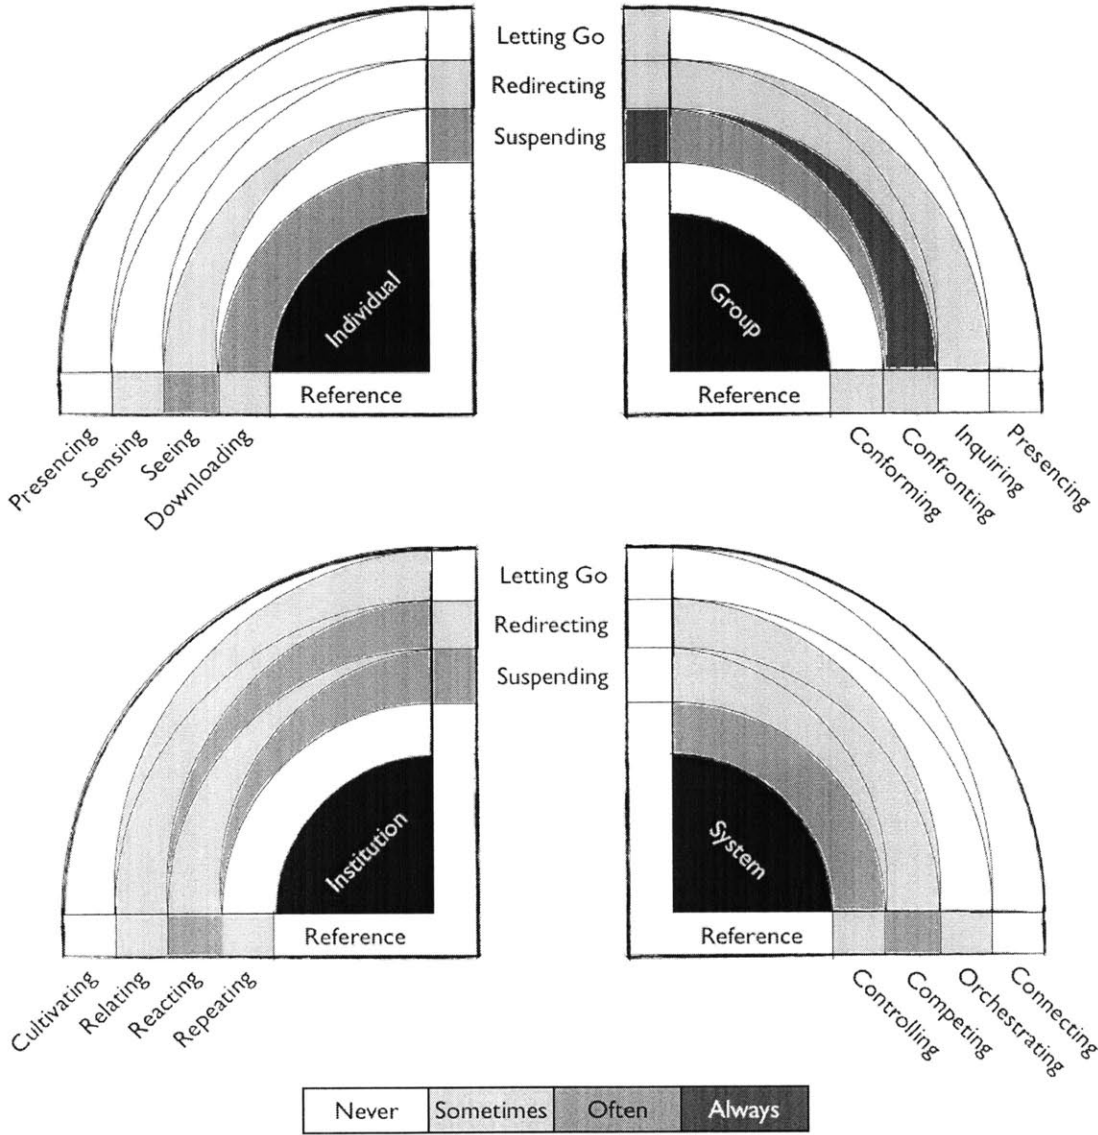 Letting Go
Redirecting
Suspending
Individual
Group
Reference
Reference
Presencing
Sensing
Seeing
Downloading
Conforming
Confronting
Inquiring
Presencing
Letting Go
Redirecting
Suspending
Institution
System
Reference
Reference
Cultivating
Relating
Reacting
Repeating
Controlling
Competing
Orchestrating
Connecting
Never
Sometimes
Often
Always